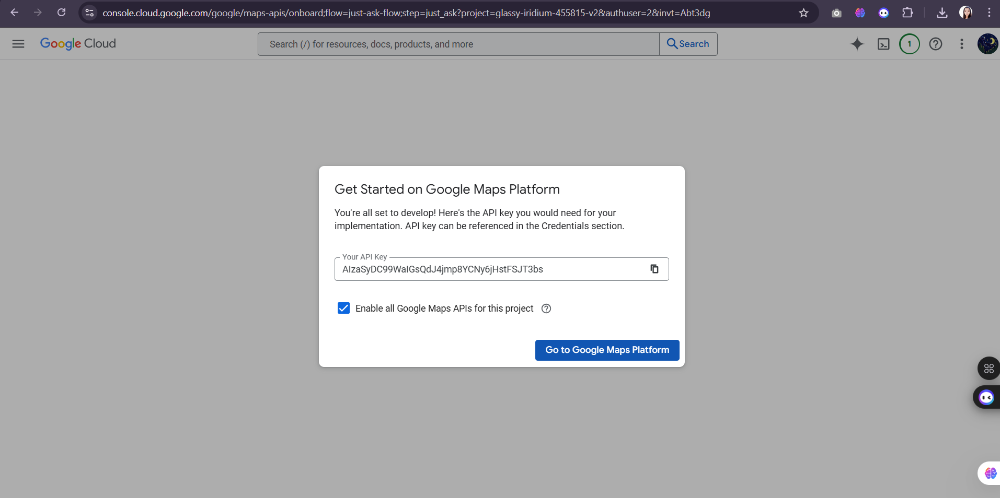 console.cloud.google.com/google/maps-apis/onboard;flow=just-ask-flow;step=just_ask?project=glassy-iridium-455815-v2&authuser=2&invt=Abt3dg
Google Cloud
Search (/) for resources, docs, products, and more
Search
1
Get Started on Google Maps Platform
You're all set to develop! Here's the API key you would need for your
implementation. API key can be referenced in the Credentials section.
Your API Key
AIzaSyDC99WaIGsQdJ4jmp8YCNy6jHstFSJT3bs
Enable all Google Maps APIs for this project
Go to Google Maps Platform